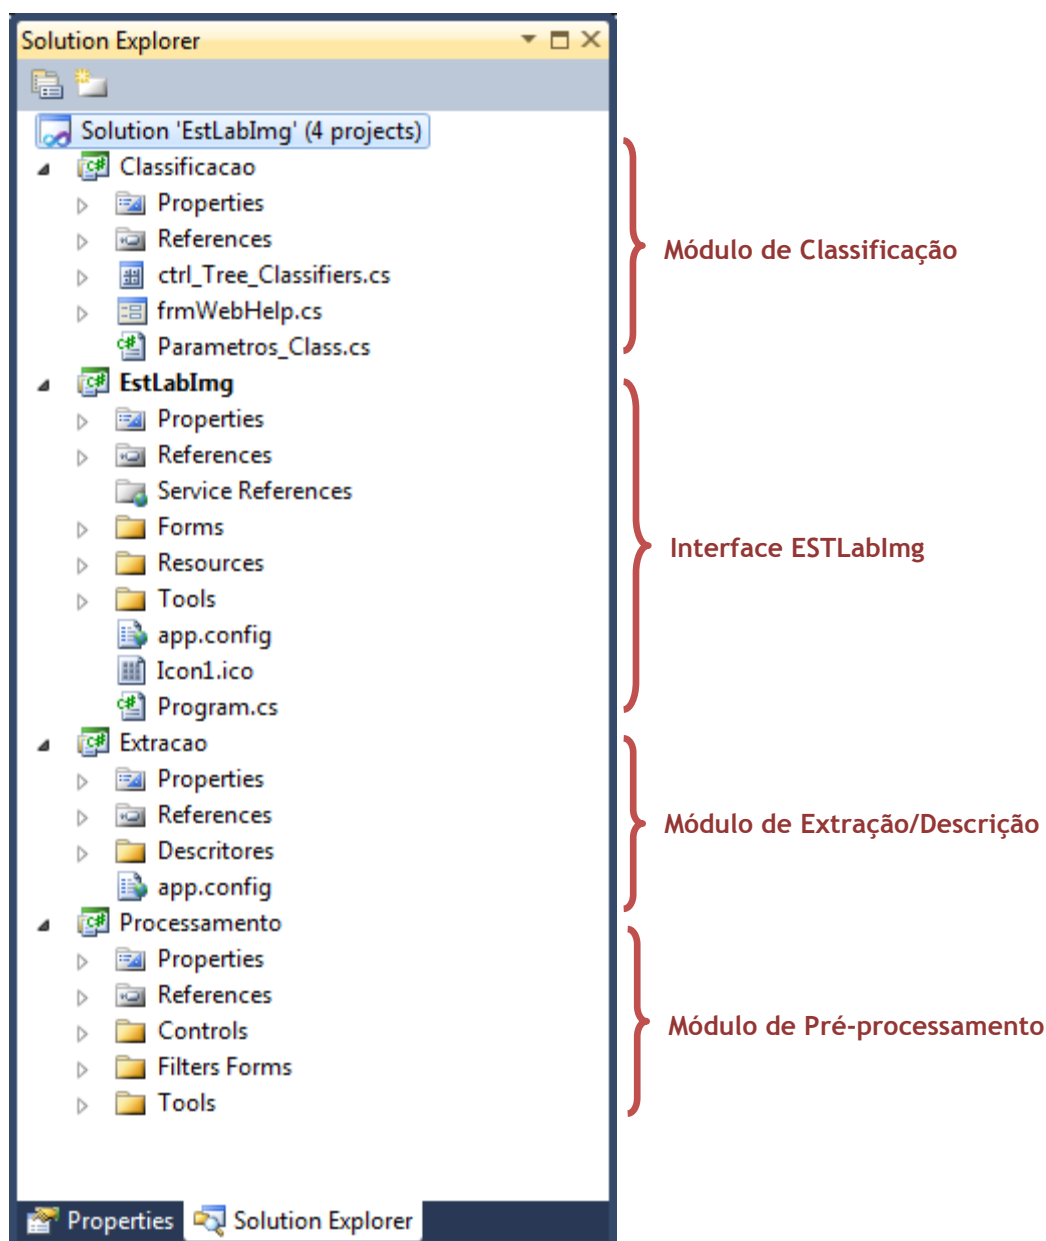 Solution Explorer
Solution 'EstLabImg' (4 projects)
Classificacao
Properties
References
ctrl_Tree_Classifiers.cs
frmWebHelp.cs
Parametros_Class.cs
Módulo de Classificação
EstLabImg
Properties
References
Service References
Forms
Resources
Tools
app.config
Icon1.ico
Program.cs
Interface ESTLabImg
Extracao
Properties
References
Descritores
app.config
Módulo de Extração/Descrição
Processamento
Properties
References
Controls
Filters Forms
Tools
Módulo de Pré-processamento
Properties Solution Explorer